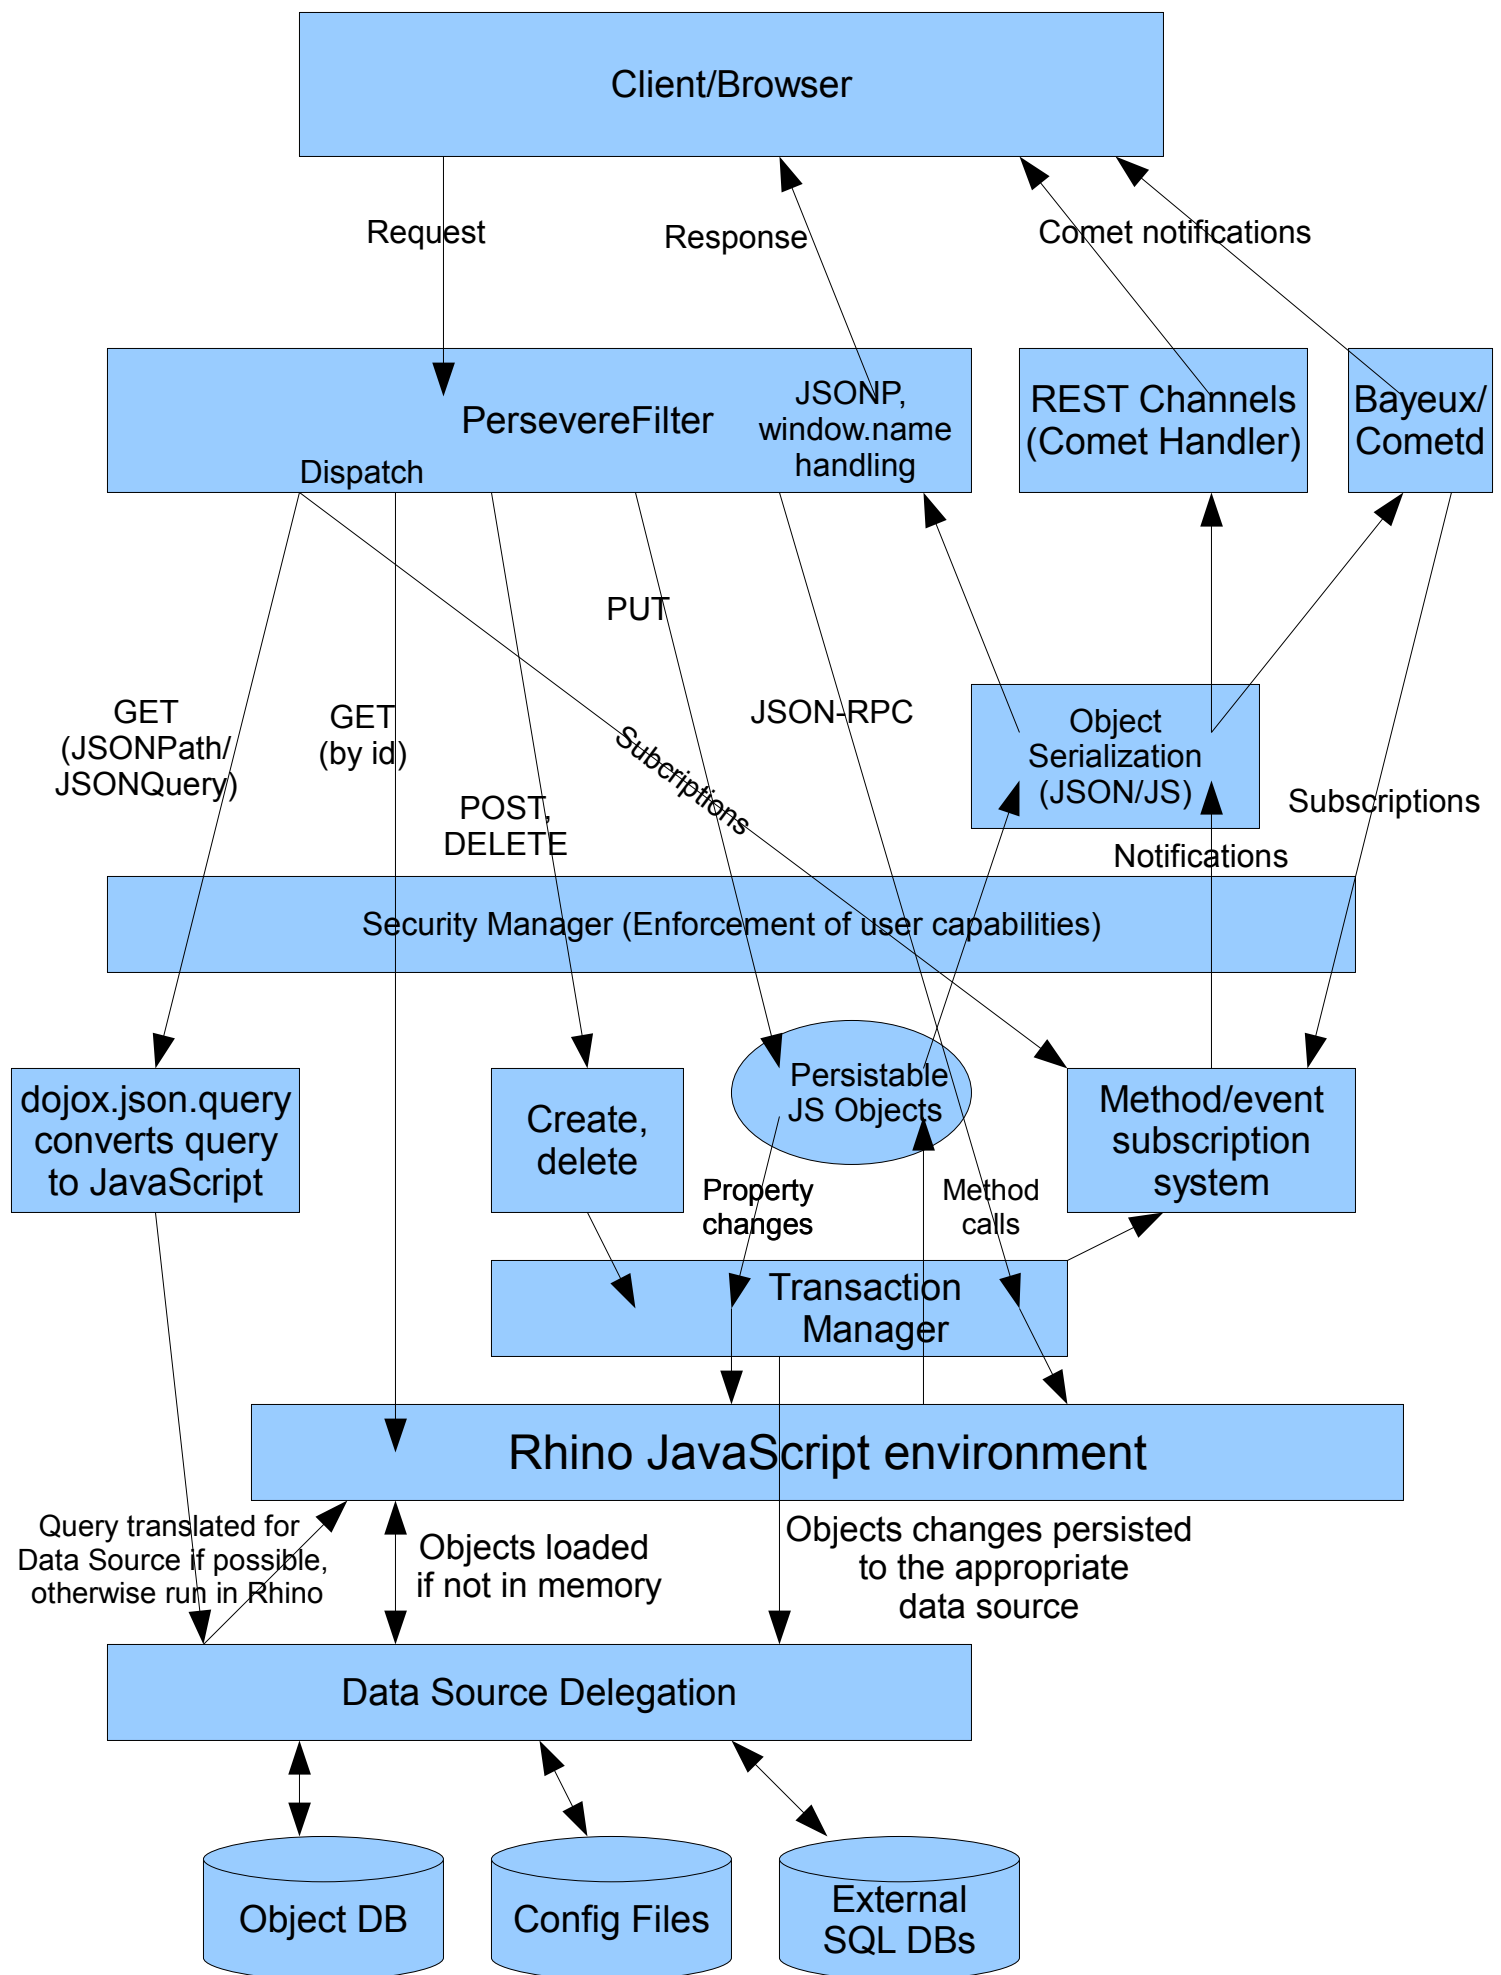 Client/Browser
Request
Response
Comet notifications
PersevereFilter
JSONP,
window.name
handling
Dispatch
REST Channels
(Comet Handler)
Bayeux/
Cometd
PUT
GET
(JSONPath/
JSONQuery)
GET
(by id)
JSON-RPC
Subcriptions
Object
Serialization
(JSON/JS)
POST,
DELETE
Subscriptions
Notifications
Security Manager (Enforcement of user capabilities)
dojox.json.query
converts query
to JavaScript
Create,
delete
Persistable
JS Objects
Method/event
subscription
system
Property
changes
Method
calls
Transaction
Manager
Rhino JavaScript environment
Query translated for
Data Source if possible,
otherwise run in Rhino
Objects loaded
if not in memory
Objects changes persisted
to the appropriate
data source
Data Source Delegation
Object DB
Config Files
External
SQL DBs